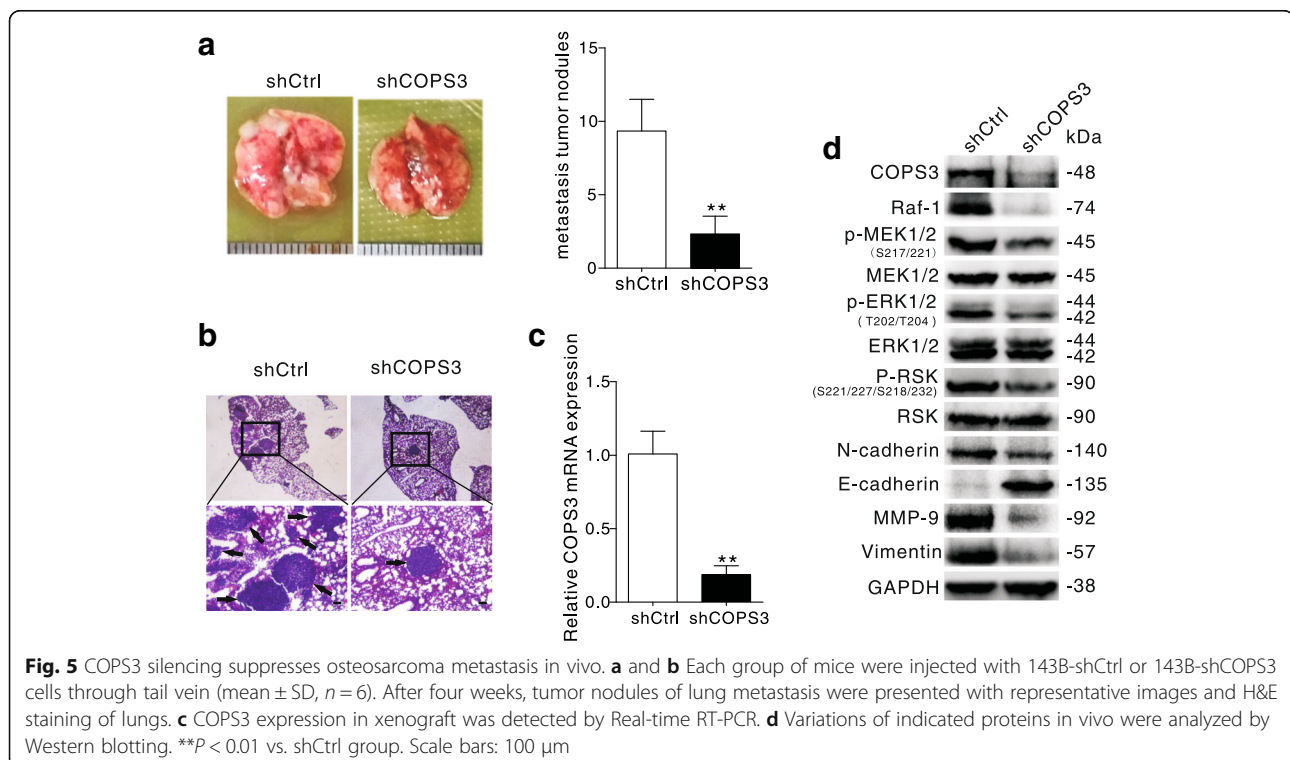 a
shCtrl
shCOPS3
metastasis tumor nodules
15
10
5
0
**
shCtrl
shCOPS3
b
shCtrl
shCOPS3
c
Relative COPS3 mRNA expression
1.5
1.0
0.5
0.0
**
shCtrl
shCOPS3
d
shCtrl
shCOPS3
kDa
COPS3 -48
Raf-1 -74
p-MEK1/2 -45
(S217/221)
MEK1/2 -45
p-ERK1/2 -44
(T202/T204) -42
ERK1/2 -44
-42
P-RSK -90
(S221/227/S218/232)
RSK -90
N-cadherin -140
E-cadherin -135
MMP-9 -92
Vimentin -57
GAPDH -38
Fig. 5 COPS3 silencing suppresses osteosarcoma metastasis in vivo. a and b Each group of mice were injected with 143B-shCtrl or 143B-shCOPS3
cells through tail vein (mean ± SD, n = 6). After four weeks, tumor nodules of lung metastasis were presented with representative images and H&E
staining of lungs. c COPS3 expression in xenograft was detected by Real-time RT-PCR. d Variations of indicated proteins in vivo were analyzed by
Western blotting. **P < 0.01 vs. shCtrl group. Scale bars: 100 μm